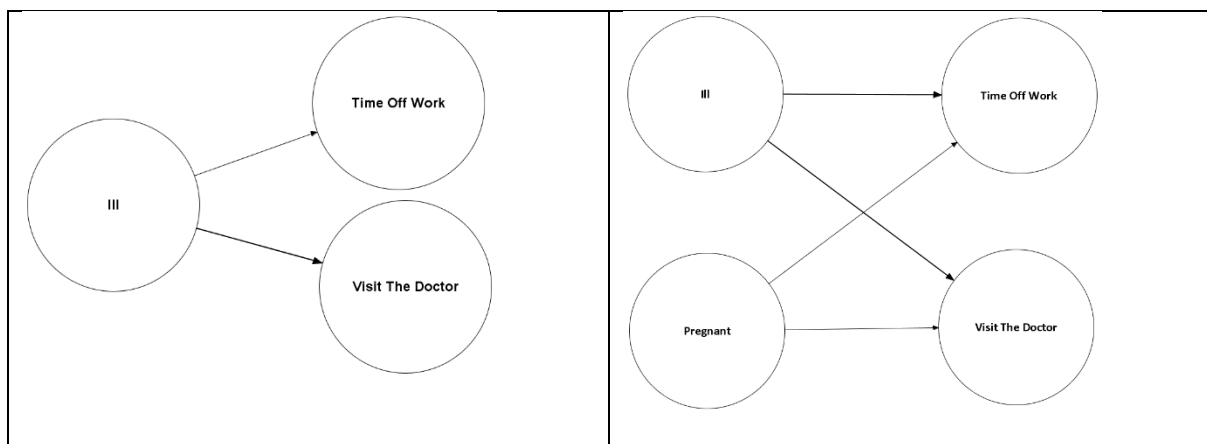 Ill
Time Off Work
Visit The Doctor
Ill
Time Off Work
Pregnant
Visit The Doctor